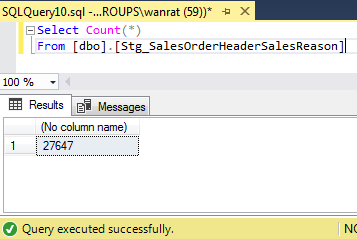 SQLQuery10.sql -...ROUPS\wanrat (59))*
Select Count(*)
From [dbo].[Stg_SalesOrderHeaderSalesReason]
100 %
Results
Messages
(No column name)
1
27647
Query executed successfully.